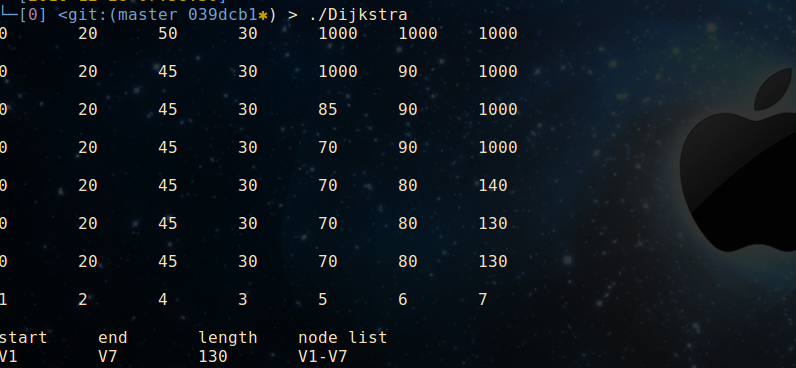 └─[0] <git:(master 039dcb1✱) > ./Dijkstra
0 20 50 30 1000 1000 1000
0 20 45 30 1000 90 1000
0 20 45 30 85 90 1000
0 20 45 30 70 90 1000
0 20 45 30 70 80 140
0 20 45 30 70 80 130
0 20 45 30 70 80 130
1 2 4 3 5 6 7
start end length node list
V1 V7 130 V1-V7